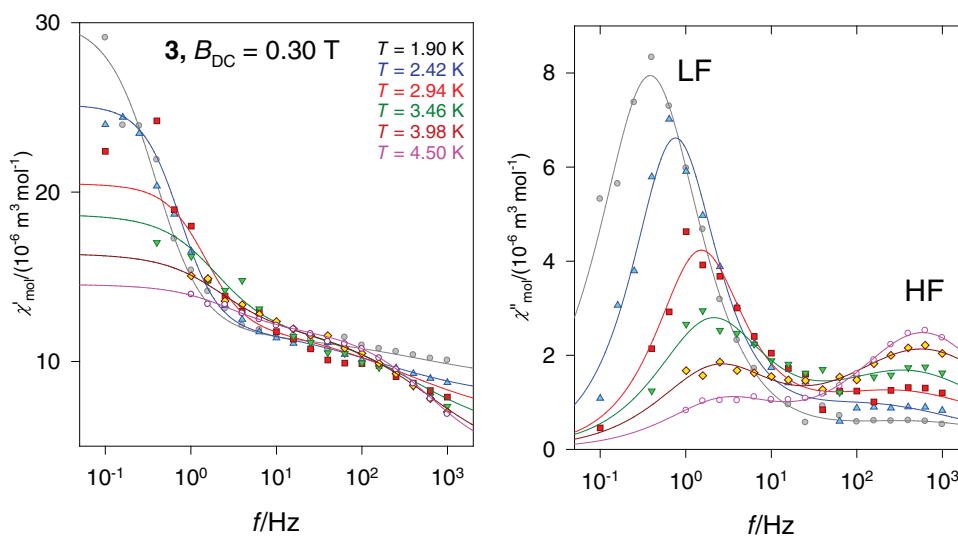 3, B_DC = 0.30 T
T = 1.90 K
T = 2.42 K
T = 2.94 K
T = 3.46 K
T = 3.98 K
T = 4.50 K
30
20
10
χ'mol/(10⁻⁶ m³ mol⁻¹)
10⁻¹ 10⁰ 10¹ 10² 10³
f/Hz
LF
HF
8
6
4
2
0
χ''mol/(10⁻⁶ m³ mol⁻¹)
10⁻¹ 10⁰ 10¹ 10² 10³
f/Hz